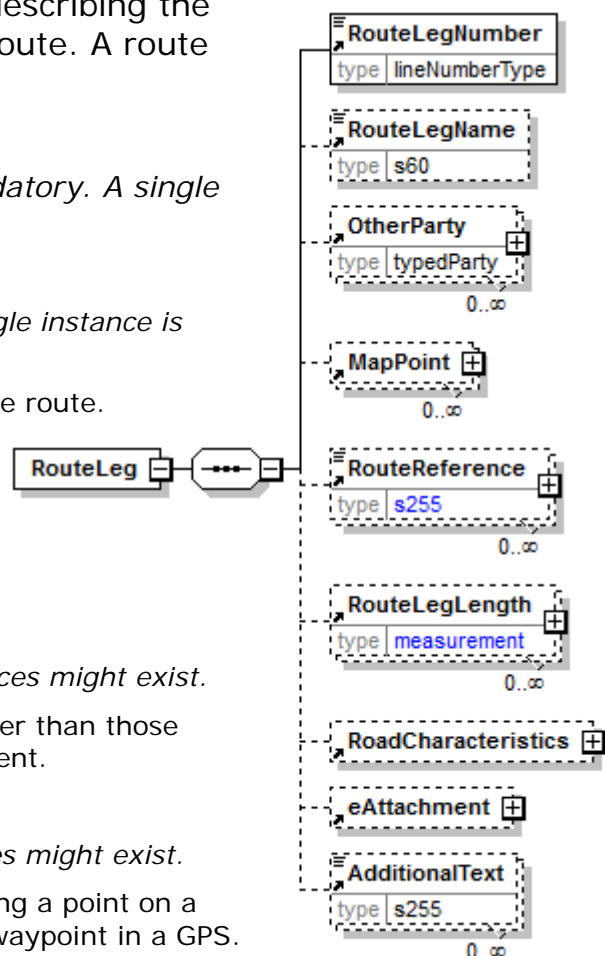 describing the
oute. A route
datory. A single
gle instance is
e route.
ces might exist.
er than those
ent.
es might exist.
ng a point on a
waypoint in a GPS.
RouteLeg
RouteLegNumber
type lineNumberType
RouteLegName
type s60
OtherParty
type typedParty
0..∞
MapPoint
0..∞
RouteReference
type s255
0..∞
RouteLegLength
type measurement
0..∞
RoadCharacteristics
eAttachment
AdditionalText
type s255
0..∞